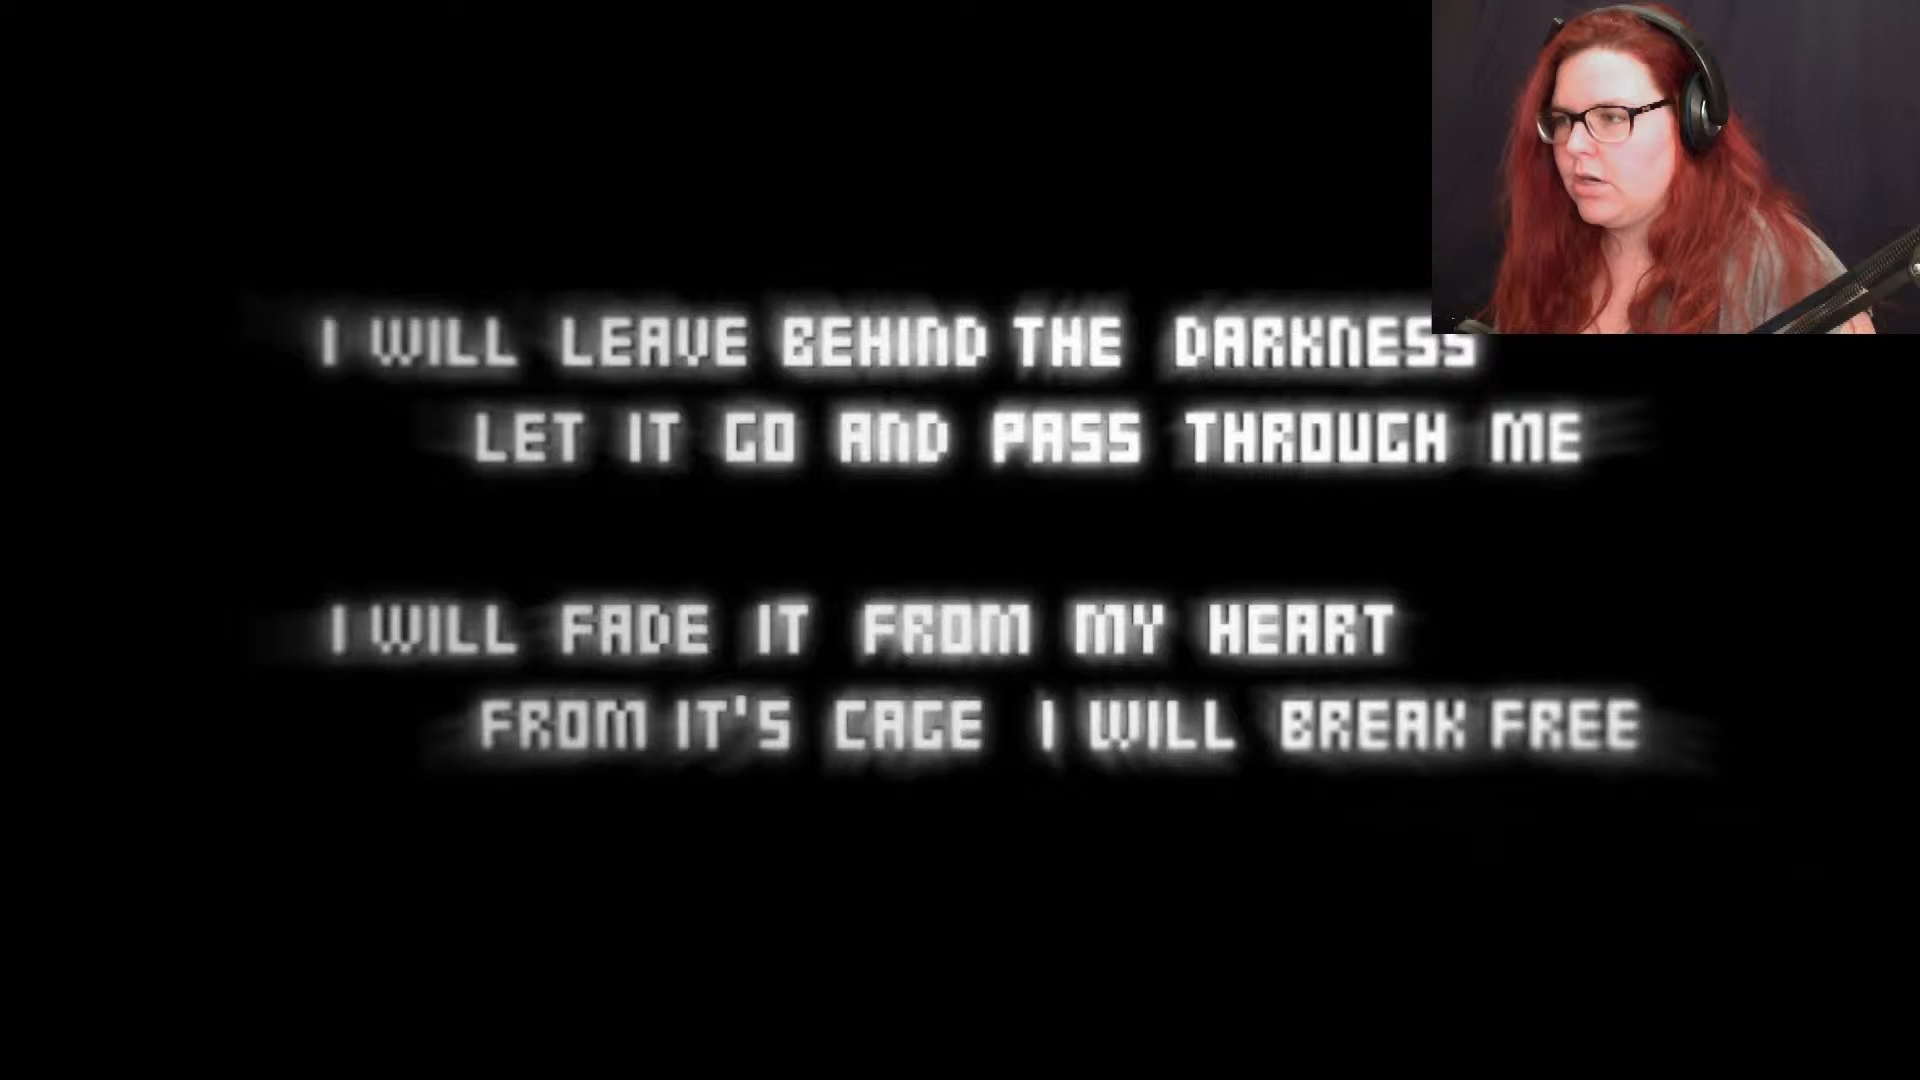 I WILL LEAVE BEHIND THE DARKNESS
LET IT GO AND PASS THROUGH ME
I WILL FADE IT FROM MY HEART
FROM IT'S CAGE I WILL BREAK FREE